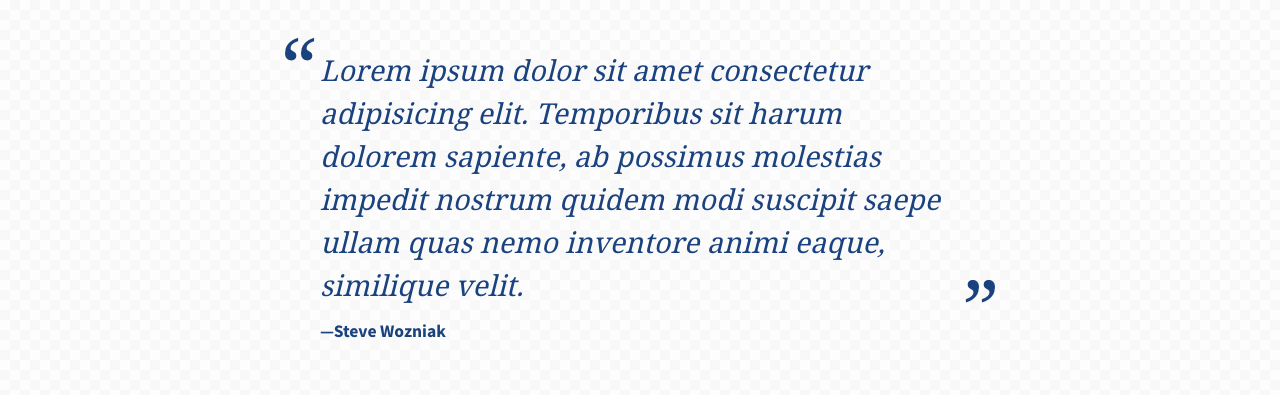 “Lorem ipsum dolor sit amet consectetur
adipisicing elit. Temporibus sit harum
dolorem sapiente, ab possimus molestias
impedit nostrum quidem modi suscipit saepe
ullam quas nemo inventore animi eaque,
similique velit.”
—Steve Wozniak